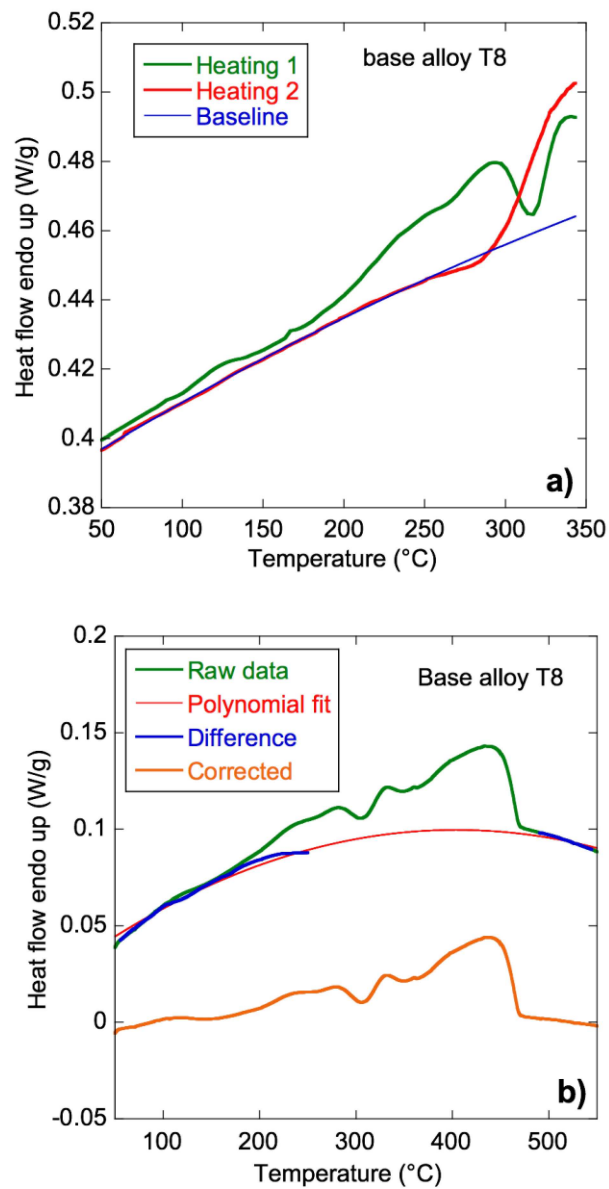 0.52
0.5
0.48
0.46
0.44
0.42
0.4
0.38
Heat flow endo up (W/g)
Heating 1
Heating 2
Baseline
base alloy T8
a)
50 100 150 200 250 300 350
Temperature (°C)
0.2
0.15
0.1
0.05
0
-0.05
Heat flow endo up (W/g)
Raw data
Polynomial fit
Difference
Corrected
Base alloy T8
b)
100 200 300 400 500
Temperature (°C)